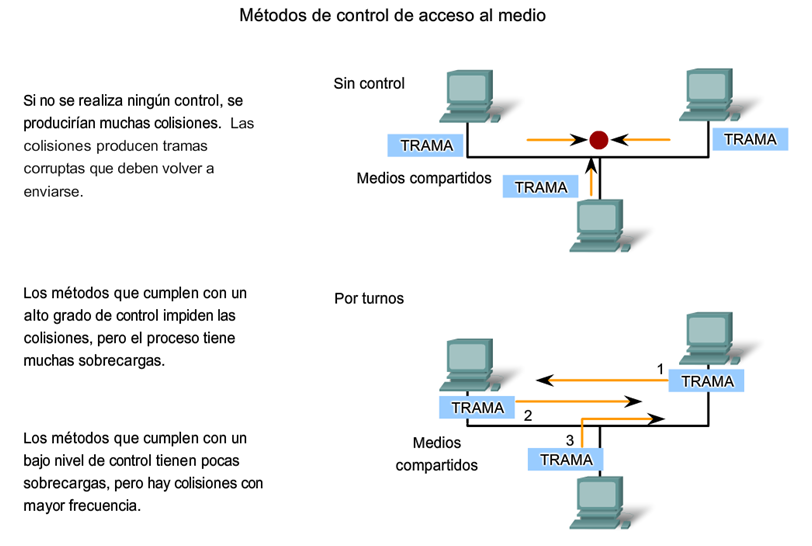 Métodos de control de acceso al medio
Si no se realiza ningún control, se
producirían muchas colisiones. Las
colisiones producen tramas
corruptas que deben volver a
enviarse.
Sin control
TRAMA
TRAMA
Medios compartidos
TRAMA
Los métodos que cumplen con un
alto grado de control impiden las
colisiones, pero el proceso tiene
muchas sobrecargas.
Los métodos que cumplen con un
bajo nivel de control tienen pocas
sobrecargas, pero hay colisiones con
mayor frecuencia.
Por turnos
1
TRAMA
TRAMA
2
3
Medios
compartidos
TRAMA